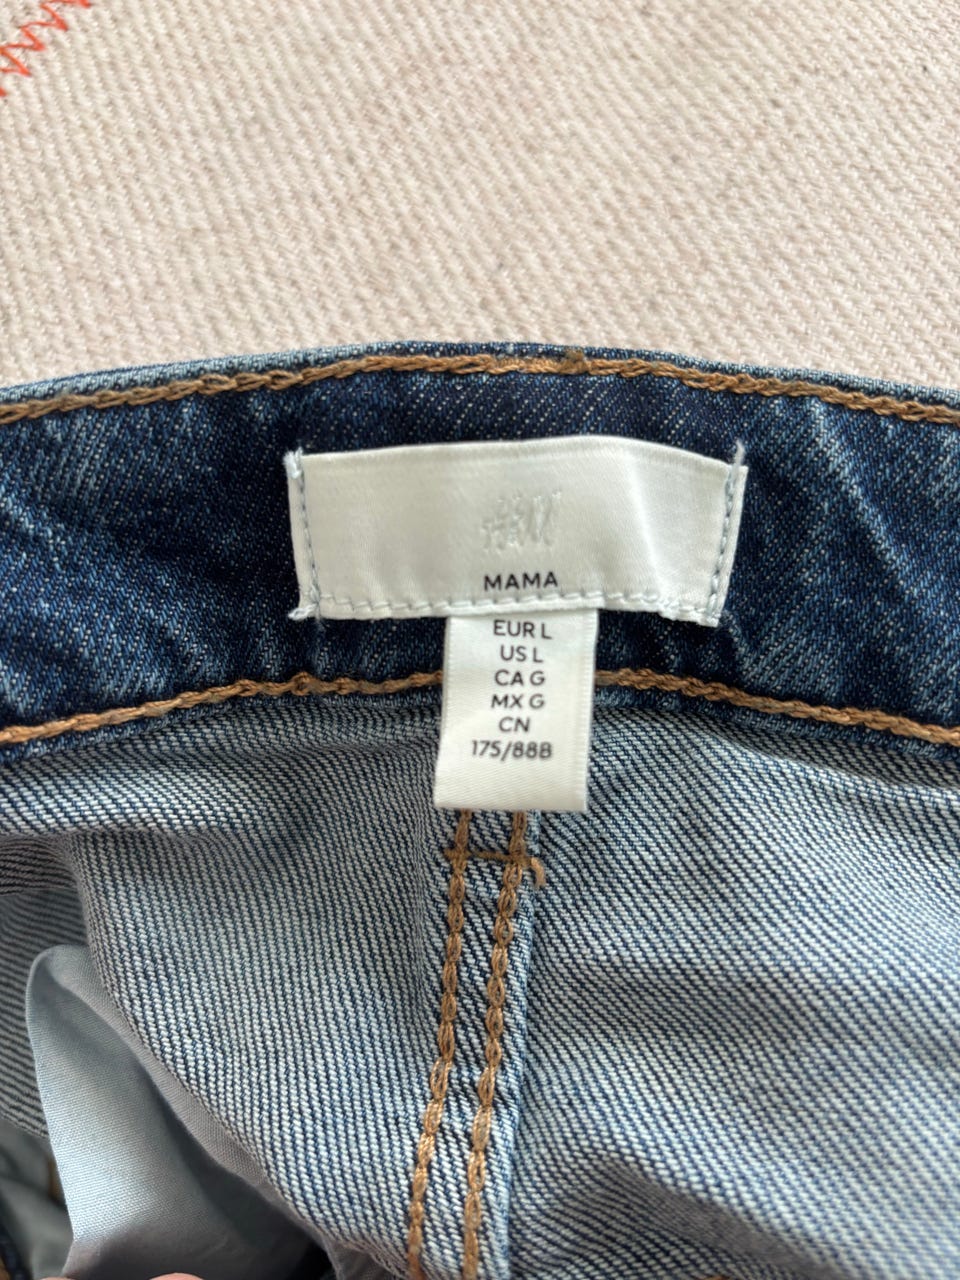 H&M
MAMA
EUR L
US L
CA G
MX G
CN
175/88B